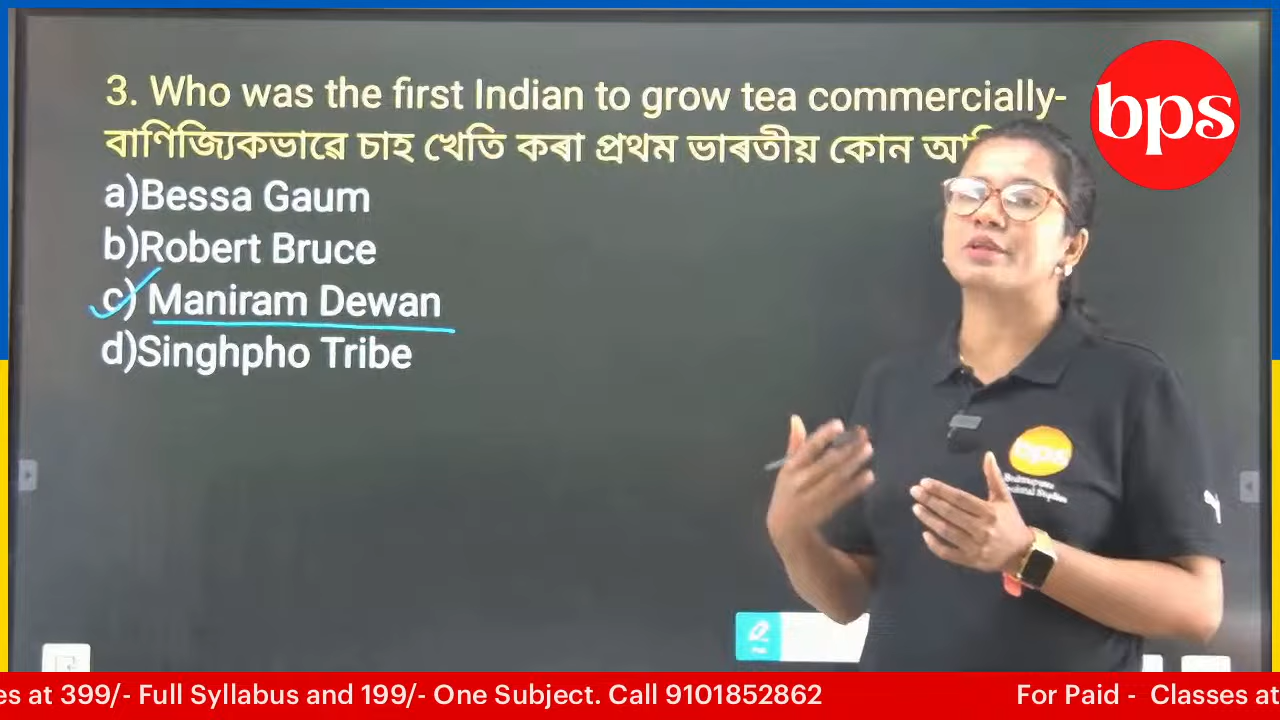 3. Who was the first Indian to grow tea commercially-
বাণিজ্যিকভাৱে চাহ খেতি কৰা প্ৰথম ভাৰতীয় কোন
a)Bessa Gaum
b)Robert Bruce
c) Maniram Dewan
d)Singhpho Tribe
bps
bps
es at 399/- Full Syllabus and 199/- One Subject. Call 9101852862
For Paid - Classes at